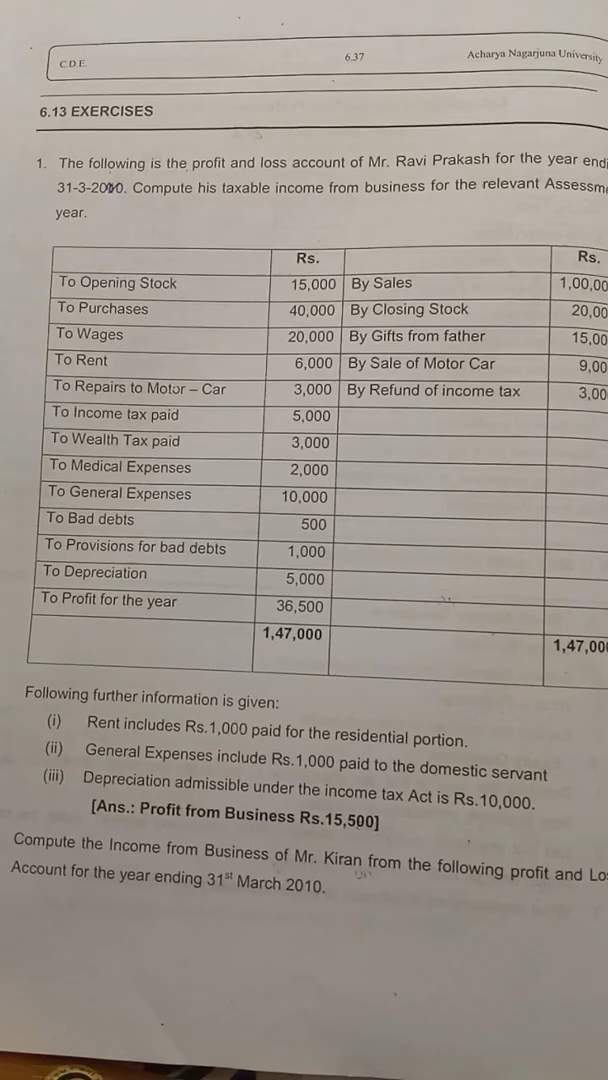 C.D.E.
6.37
Acharya Nagarjuna University
6.13 EXERCISES
1. The following is the profit and loss account of Mr. Ravi Prakash for the year endi
31-3-2010. Compute his taxable income from business for the relevant Assessme
year.
Rs. Rs.
To Opening Stock 15,000 By Sales 1,00,00
To Purchases 40,000 By Closing Stock 20,00
To Wages 20,000 By Gifts from father 15,00
To Rent 6,000 By Sale of Motor Car 9,00
To Repairs to Motor – Car 3,000 By Refund of income tax 3,00
To Income tax paid 5,000
To Wealth Tax paid 3,000
To Medical Expenses 2,000
To General Expenses 10,000
To Bad debts 500
To Provisions for bad debts 1,000
To Depreciation 5,000
To Profit for the year 36,500
1,47,000 1,47,000
Following further information is given:
(i) Rent includes Rs.1,000 paid for the residential portion.
(ii) General Expenses include Rs.1,000 paid to the domestic servant
(iii) Depreciation admissible under the income tax Act is Rs.10,000.
[Ans.: Profit from Business Rs.15,500]
Compute the Income from Business of Mr. Kiran from the following profit and Los
Account for the year ending 31st March 2010.